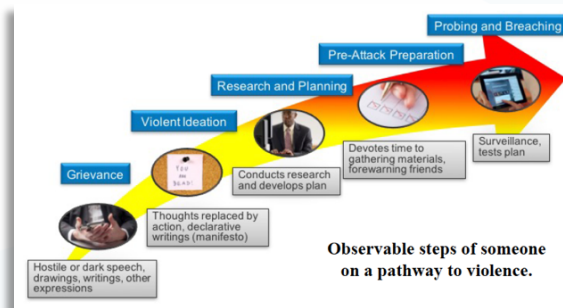 Probing and Breaching
Pre-Attack Preparation
Research and Planning
Violent Ideation
Grievance
Surveillance,
tests plan
Devotes time to
gathering materials,
forewarning friends
Conducts research
and develops plan
Thoughts replaced by
action, declarative
writings (manifesto)
Hostile or dark speech,
drawings, writings, other
expressions
YOU
Observable steps of someone
on a pathway to violence.